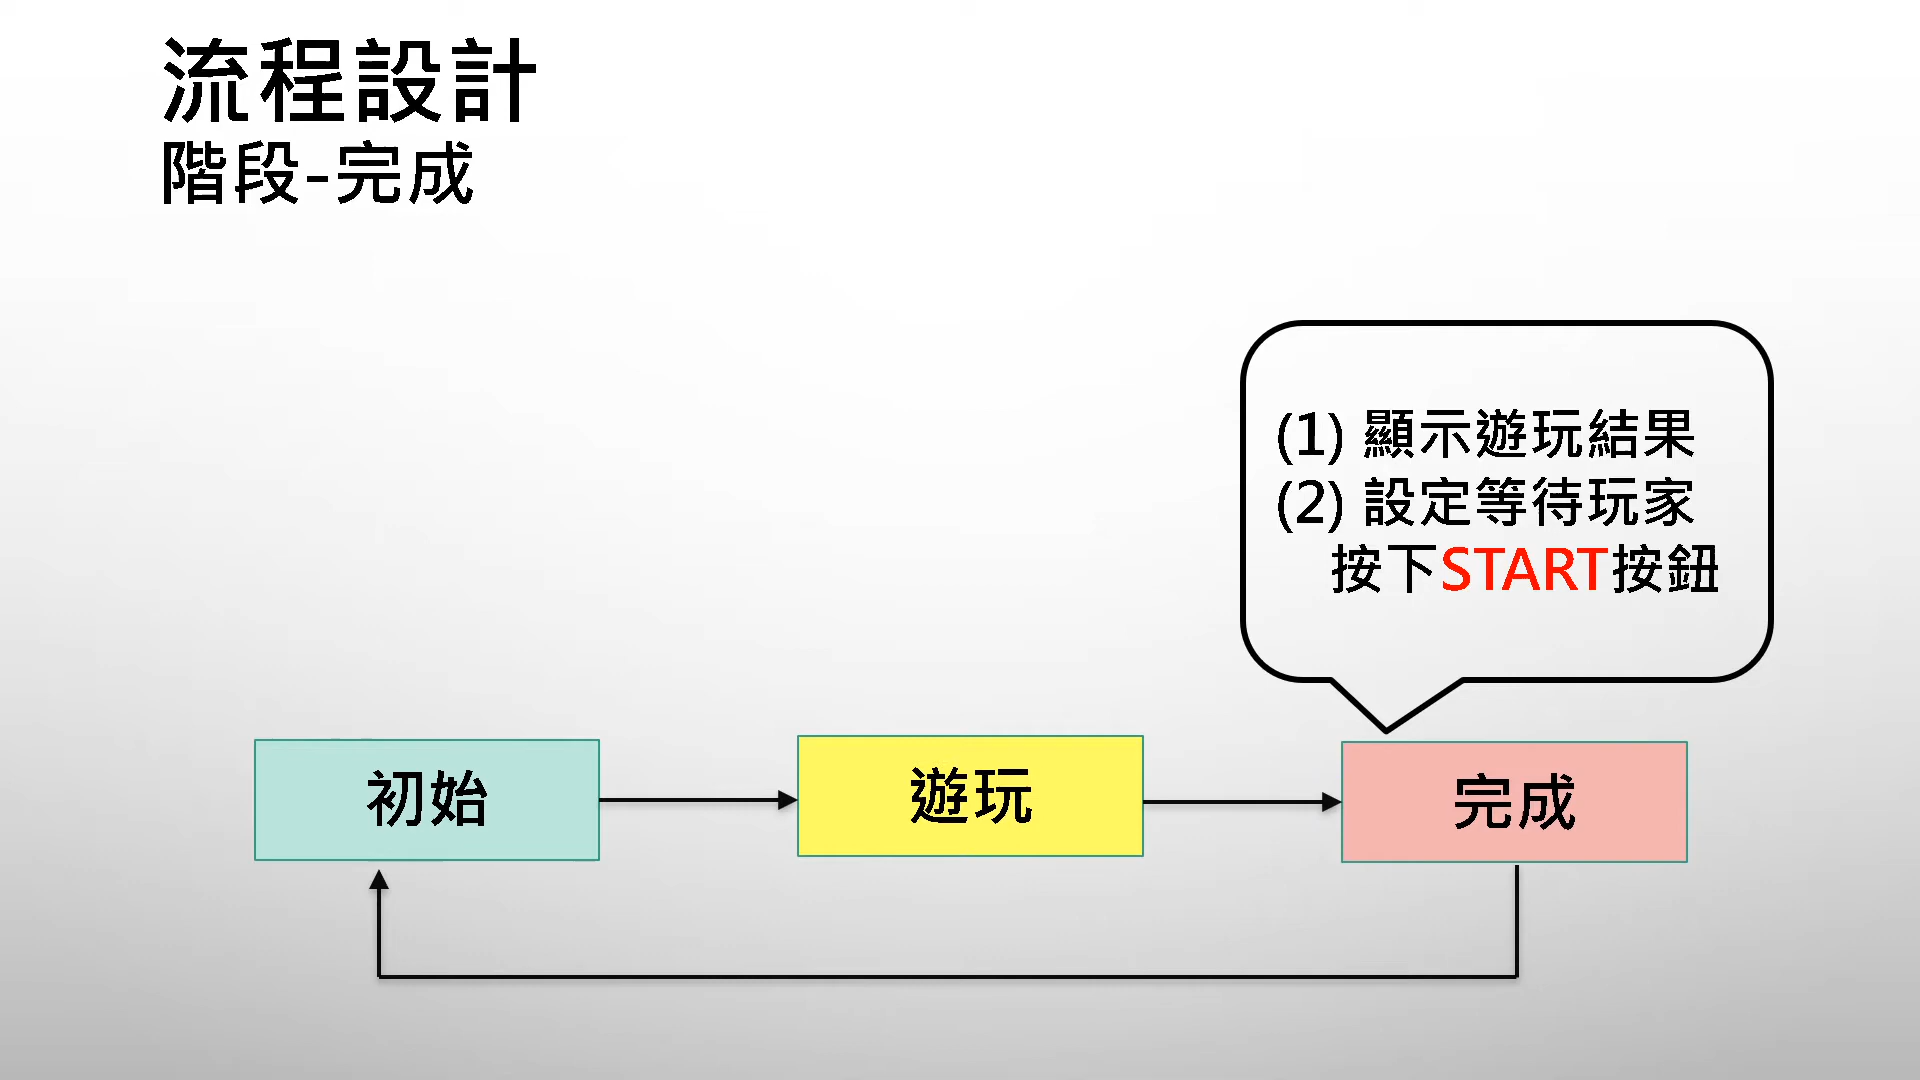 流程設計
階段-完成
(1) 顯示遊玩結果
(2) 設定等待玩家
按下START按鈕
初始
遊玩
完成